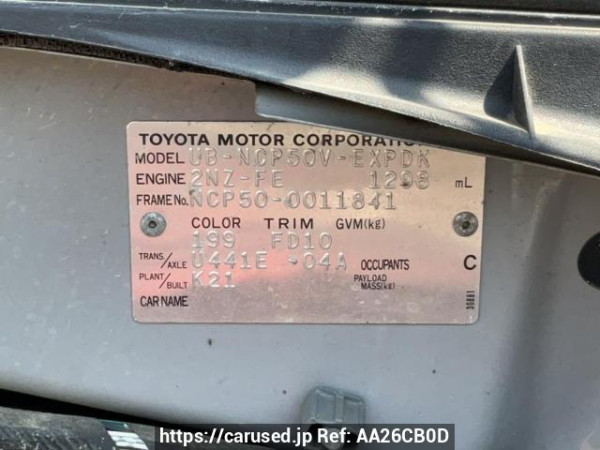 TOYOTA MOTOR CORPORATION
MODEL UB-NCP50V-EXPDK
ENGINE 2NZ-FE 1298 mL
FRAME No. NCP50-0011841
COLOR TRIM GVM(kg)
199 FD10
TRANS./AXLE U441E -04A OCCUPANTS C
PLANT/BUILT K21 PAYLOAD MASS(kg)
CAR NAME
https://carused.jp Ref: AA26CB0D